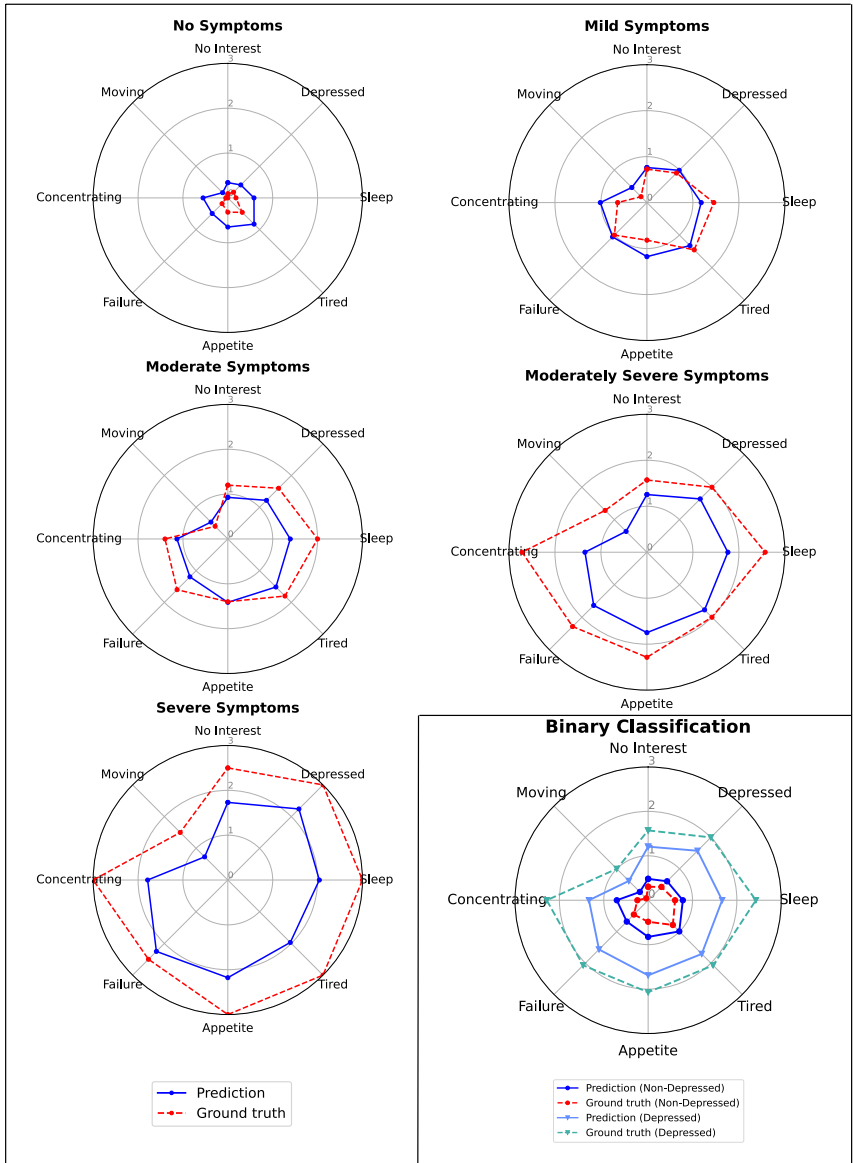 No Symptoms
No Interest
3
Moving
Depressed
2
1
Concentrating
Sleep
Failure
Tired
Appetite
Mild Symptoms
No Interest
3
Moving
Depressed
2
1
0
Concentrating
Sleep
Failure
Tired
Appetite
Moderate Symptoms
No Interest
3
Moving
Depressed
2
1
0
Concentrating
Sleep
Failure
Tired
Appetite
Moderately Severe Symptoms
No Interest
3
Moving
Depressed
2
1
0
Concentrating
Sleep
Failure
Tired
Appetite
Severe Symptoms
No Interest
3
Moving
Depressed
2
1
0
Concentrating
Sleep
Failure
Tired
Appetite
Prediction
Ground truth
Binary Classification
No Interest
3
Moving
Depressed
2
1
0
Concentrating
Sleep
Failure
Tired
Appetite
Prediction (Non-Depressed)
Ground truth (Non-Depressed)
Prediction (Depressed)
Ground truth (Depressed)